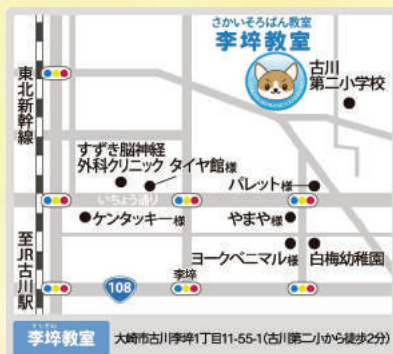 さかいそろばん教室
李埣教室
古川
第二小学校
東北新幹線
すずき脳神経
外科クリニック
タイヤ館様
パレット様
いちょう通り
ケンタッキー様
やまや様
ヨークベニマル様
白梅幼稚園
至JR古川駅
李埣
108
李埣教室
大崎市古川李埣1丁目11-55-1(古川第二小から徒歩2分)